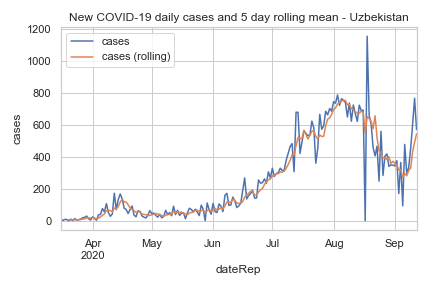 New COVID-19 daily cases and 5 day rolling mean - Uzbekistan
cases
cases (rolling)
1200
1000
800
600
400
200
0
cases
Apr
2020
May
Jun
Jul
Aug
Sep
dateRep